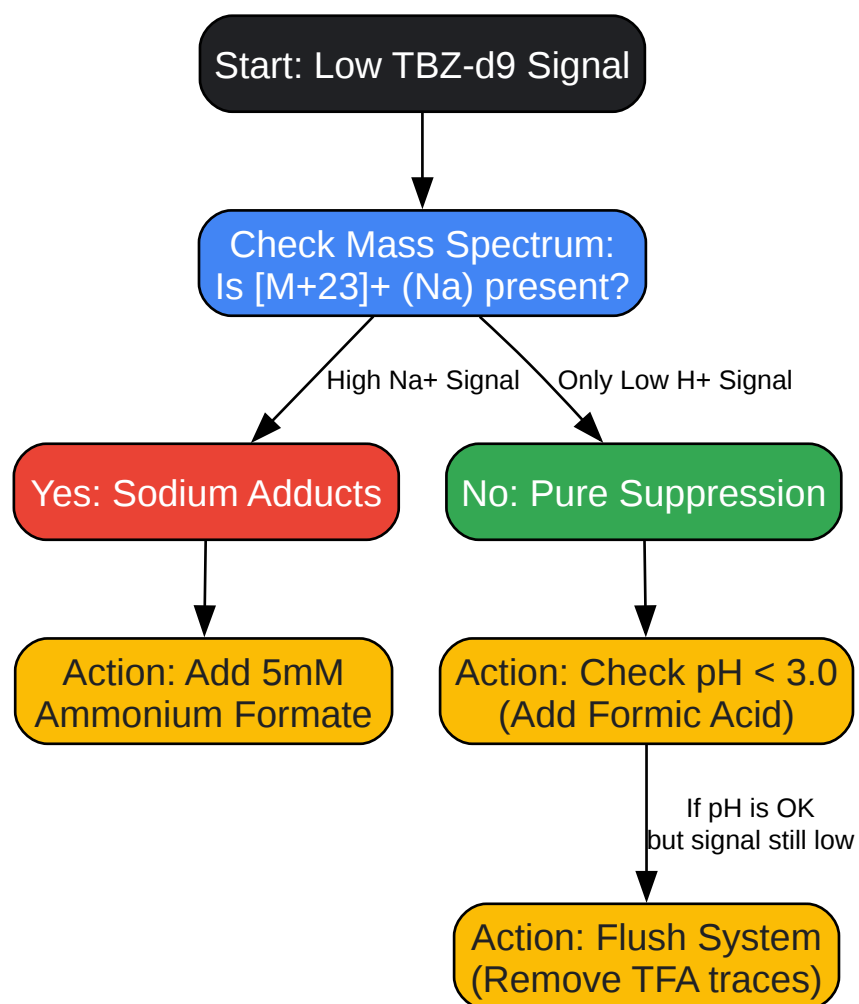 Start: Low TBZ-d9 Signal
Check Mass Spectrum:
Is [M+23]+ (Na) present?
High Na+ Signal
Only Low H+ Signal
Yes: Sodium Adducts
No: Pure Suppression
Action: Add 5mM
Ammonium Formate
Action: Check pH < 3.0
(Add Formic Acid)
If pH is OK
but signal still low
Action: Flush System
(Remove TFA traces)